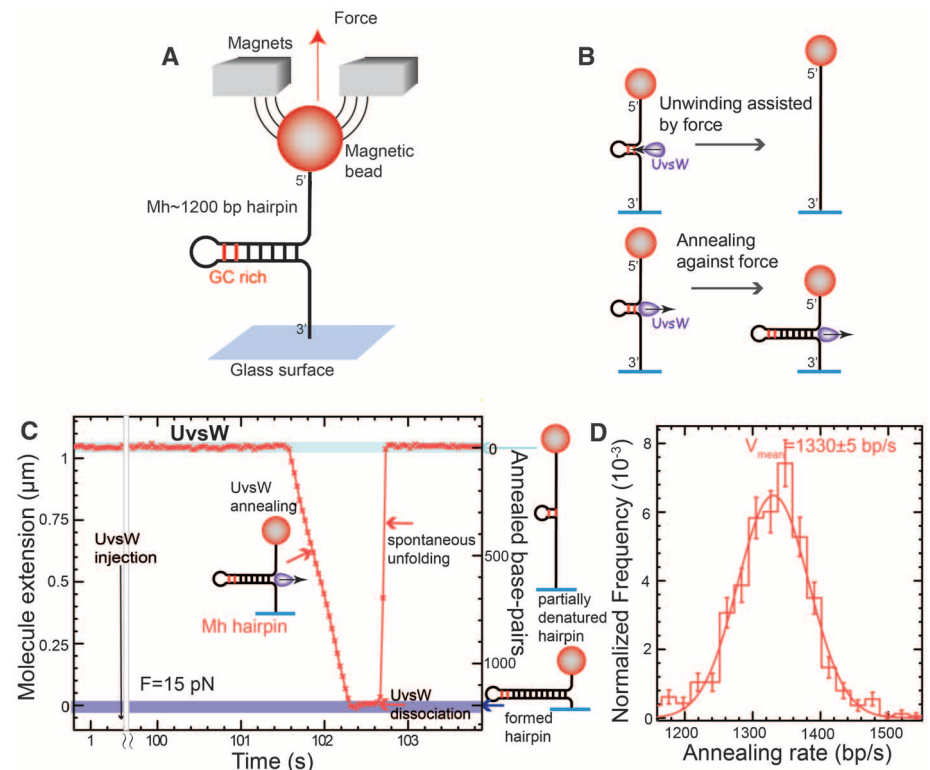 A
Force
Magnets
Magnetic
bead
5'
Mh~1200 bp hairpin
GC rich
3'
Glass surface
B
5'
5'
Unwinding assisted
by force
UvsW
3'
3'
Annealing
against force
5'
5'
UvsW
3'
3'
C
UvsW
1
0.75
0.5
0.25
0
Molecule extension (μm)
UvsW
injection
UvsW
annealing
Mh hairpin
spontaneous
unfolding
F=15 pN
UvsW
dissociation
0
500
1000
Annealed base-pairs
partially
denatured
hairpin
formed
hairpin
1
100
101
102
103
Time (s)
D
Vmean=1330±5 bp/s
8
6
4
2
0
Normalized Frequency (10⁻³)
1200
1300
1400
1500
Annealing rate (bp/s)